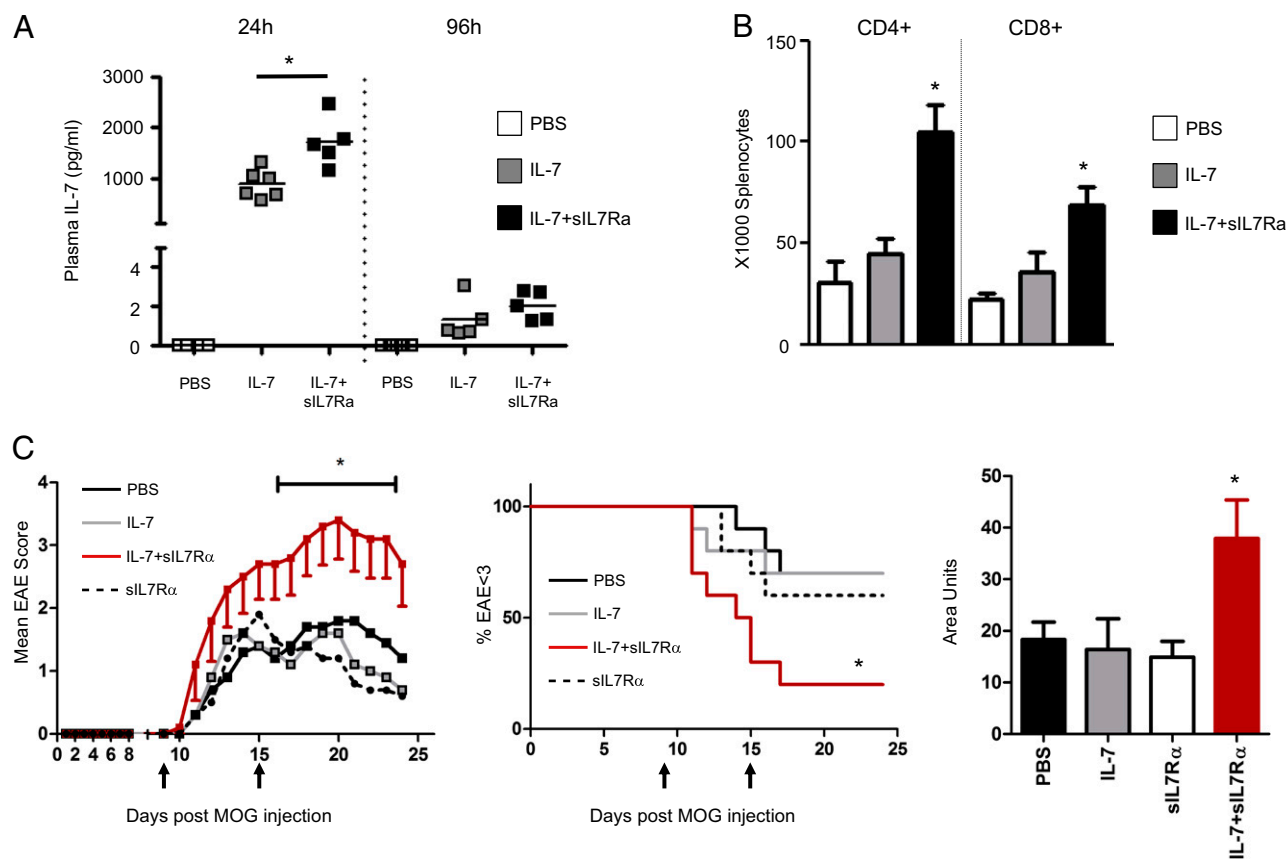 A
24h
96h
Plasma IL-7 (pg/ml)
3000
2000
1000
4
2
0
PBS
IL-7
IL-7+
sIL7Ra
PBS
IL-7
IL-7+
sIL7Ra
*
PBS
IL-7
IL-7+sIL7Ra
B
CD4+
CD8+
X1000 Splenocytes
150
100
50
0
*
*
PBS
IL-7
IL-7+sIL7Ra
C
Mean EAE Score
4
3
2
1
0
PBS
IL-7
IL-7+sIL7Rα
sIL7Rα
*
0 2 4 6 8 10 15 20 25
Days post MOG injection
% EAE<3
100
50
0
PBS
IL-7
IL-7+sIL7Rα
sIL7Rα
*
0 5 10 15 20 25
Days post MOG injection
Area Units
50
40
30
20
10
0
*
PBS
IL-7
sIL7Rα
IL-7+sIL7Rα